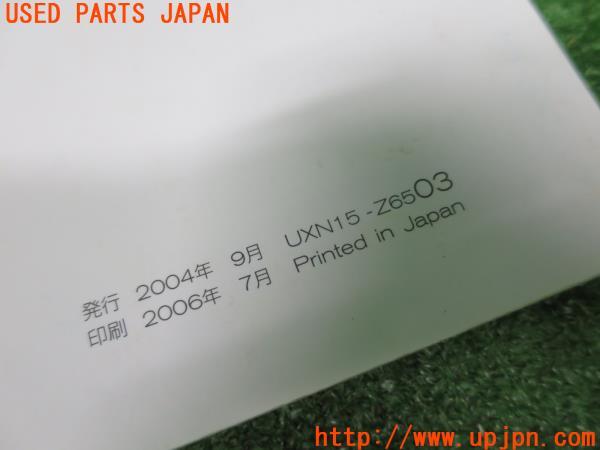 USED PARTS JAPAN
発行 2004年 9月 UXN15-Z6503
印刷 2006年 7月 Printed in Japan
http://www.upjpn.com